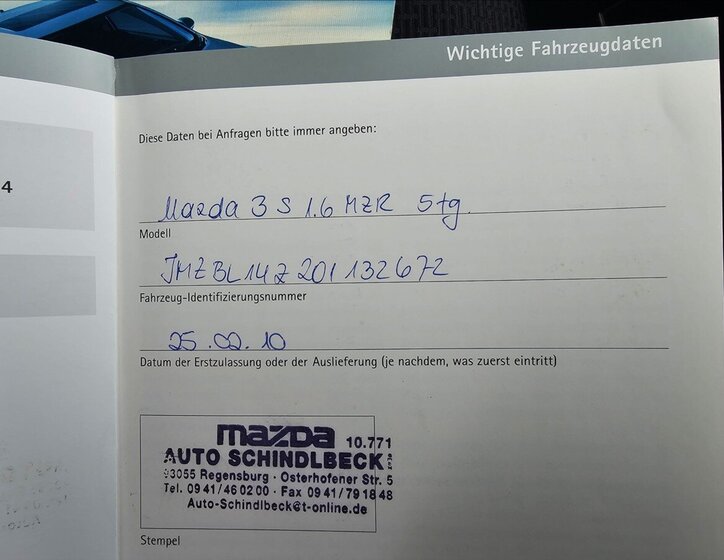 Wichtige Fahrzeugdaten
4
Diese Daten bei Anfragen bitte immer angeben:
Mazda 3 S 1.6 MZR 5tg.
Modell
JMZBL14Z201132672
Fahrzeug-Identifizierungsnummer
25.02.10
Datum der Erstzulassung oder der Auslieferung (je nachdem, was zuerst eintritt)
mazda 10.771
AUTO SCHINDLBECK
93055 Regensburg · Osterhofener Str. 5
Tel. 09 41/46 02 00 · Fax 09 41/79 18 48
Auto-Schindlbeck@t-online.de
Stempel